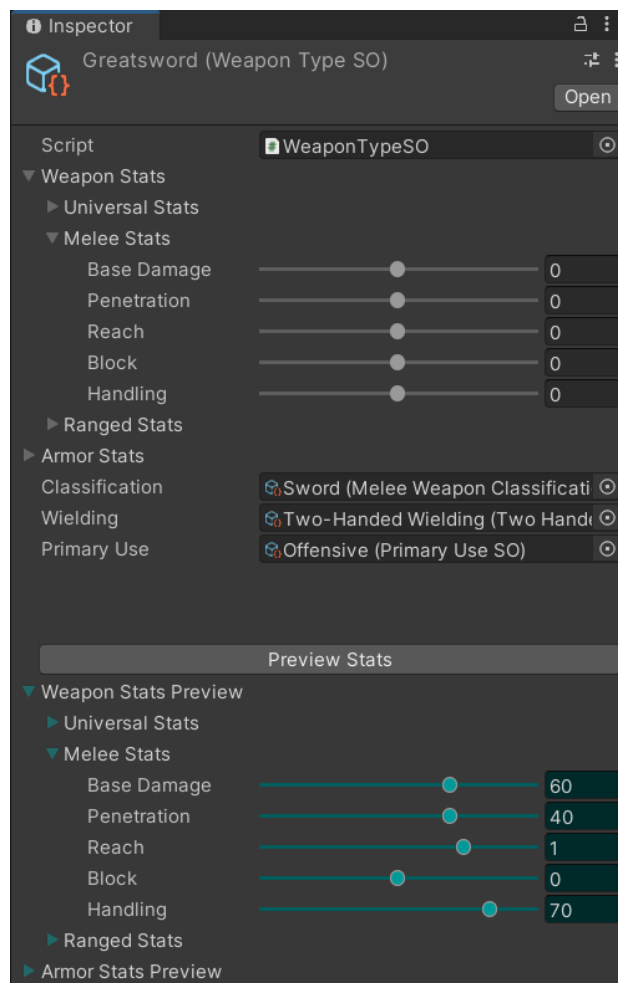 Inspector
Greatsword (Weapon Type SO)
Open
Script WeaponTypeSO
Weapon Stats
Universal Stats
Melee Stats
Base Damage 0
Penetration 0
Reach 0
Block 0
Handling 0
Ranged Stats
Armor Stats
Classification Sword (Melee Weapon Classificati
Wielding Two-Handed Wielding (Two Hande
Primary Use Offensive (Primary Use SO)
Preview Stats
Weapon Stats Preview
Universal Stats
Melee Stats
Base Damage 60
Penetration 40
Reach 1
Block 0
Handling 70
Ranged Stats
Armor Stats Preview